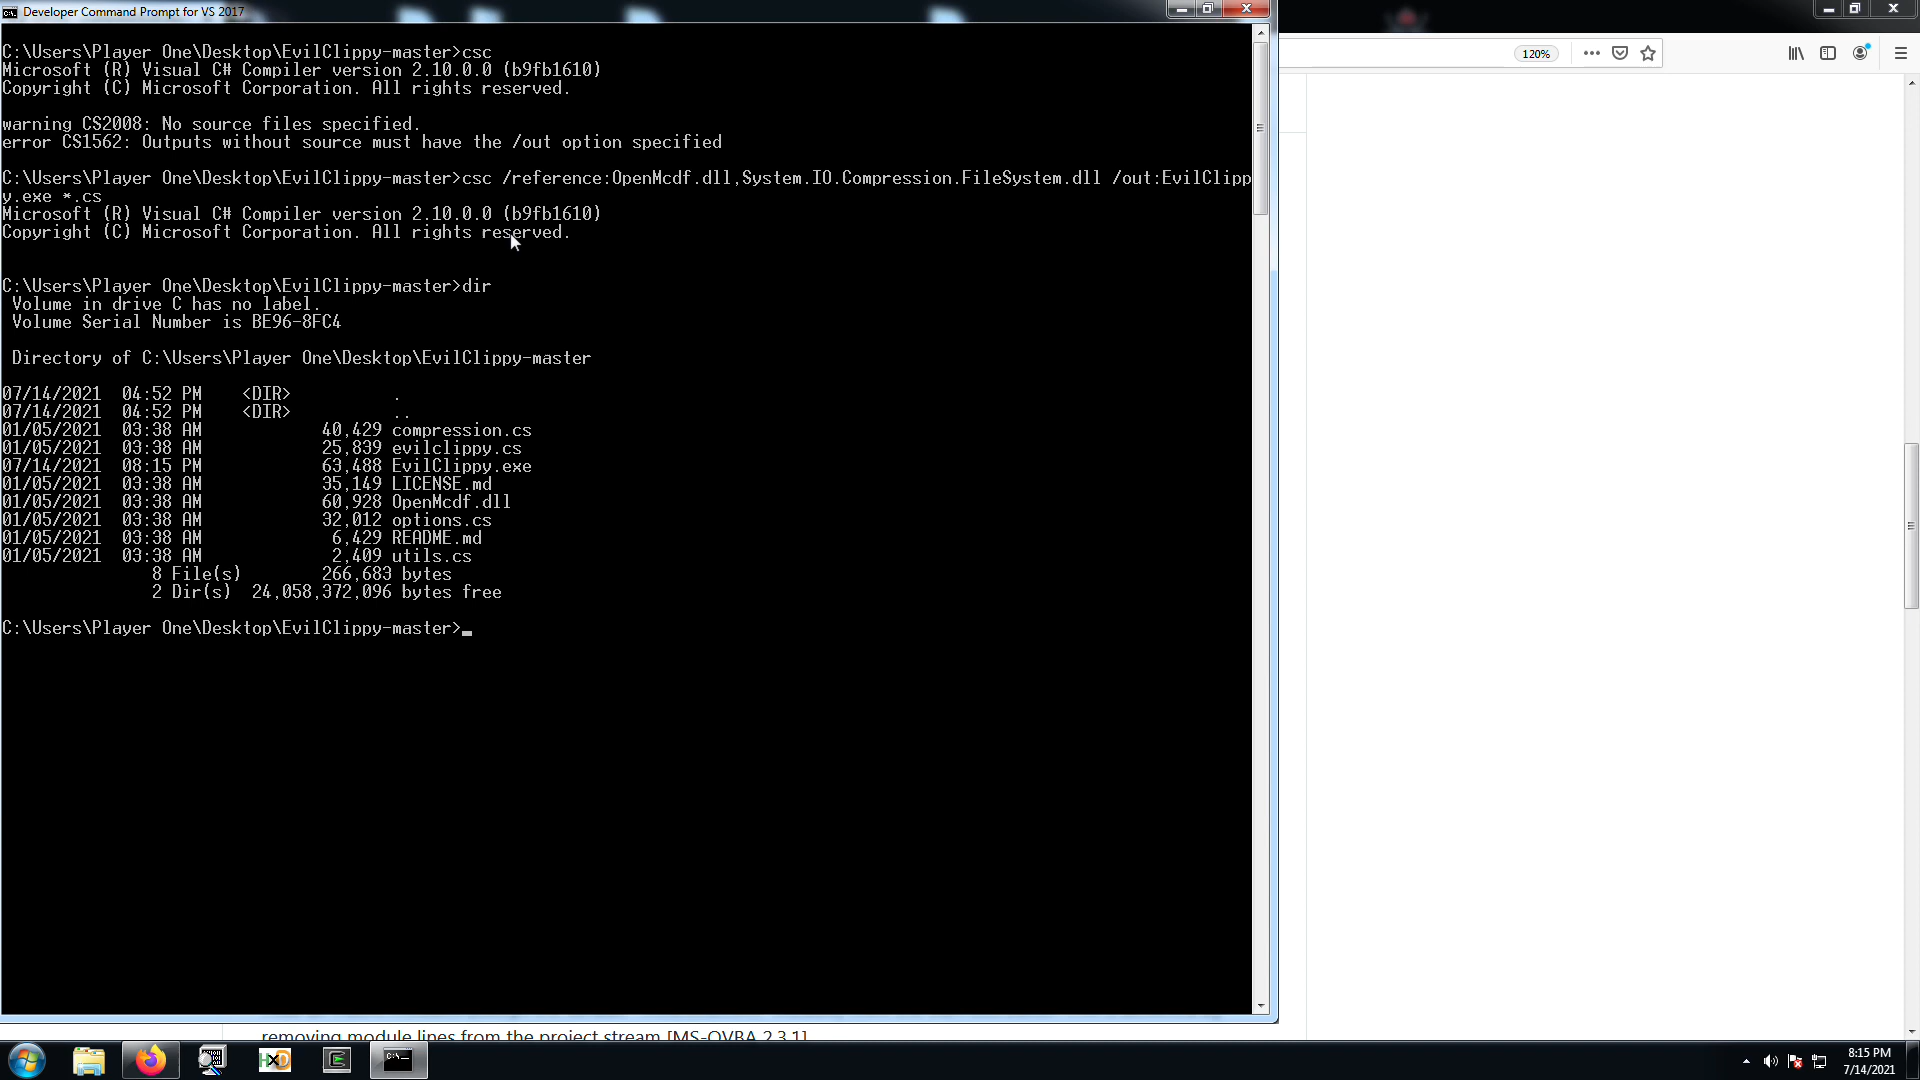 Developer Command Prompt for VS 2017
C:\Users\Player One\Desktop\EvilClippy-master>csc
Microsoft (R) Visual C# Compiler version 2.10.0.0 (b9fb1610)
Copyright (C) Microsoft Corporation. All rights reserved.
warning CS2008: No source files specified.
error CS1562: Outputs without source must have the /out option specified
C:\Users\Player One\Desktop\EvilClippy-master>csc /reference:OpenMcdf.dll,System.IO.Compression.FileSystem.dll /out:EvilClipp
y.exe *.cs
Microsoft (R) Visual C# Compiler version 2.10.0.0 (b9fb1610)
Copyright (C) Microsoft Corporation. All rights reserved.
C:\Users\Player One\Desktop\EvilClippy-master>dir
 Volume in drive C has no label.
 Volume Serial Number is BE96-8FC4
 Directory of C:\Users\Player One\Desktop\EvilClippy-master
07/14/2021  04:52 PM    <DIR>          .
07/14/2021  04:52 PM    <DIR>          ..
01/05/2021  03:38 AM            40,429 compression.cs
01/05/2021  03:38 AM            25,839 evilclippy.cs
07/14/2021  08:15 PM            63,488 EvilClippy.exe
01/05/2021  03:38 AM            35,149 LICENSE.md
01/05/2021  03:38 AM            60,928 OpenMcdf.dll
01/05/2021  03:38 AM            32,012 options.cs
01/05/2021  03:38 AM             6,429 README.md
01/05/2021  03:38 AM             2,409 utils.cs
               8 File(s)        266,683 bytes
               2 Dir(s)  24,058,372,096 bytes free
C:\Users\Player One\Desktop\EvilClippy-master>_
120%
removing module lines from the project stream [MS-OVBA 2.3.1]
HXD
C:\_
8:15 PM
7/14/2021